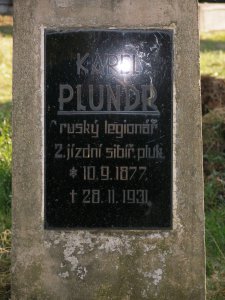 KAREL
PLUNDR
ruský legionář
2. jízdní sibiř. pluk.
* 10. 9. 1877.
† 28. 11. 1931.